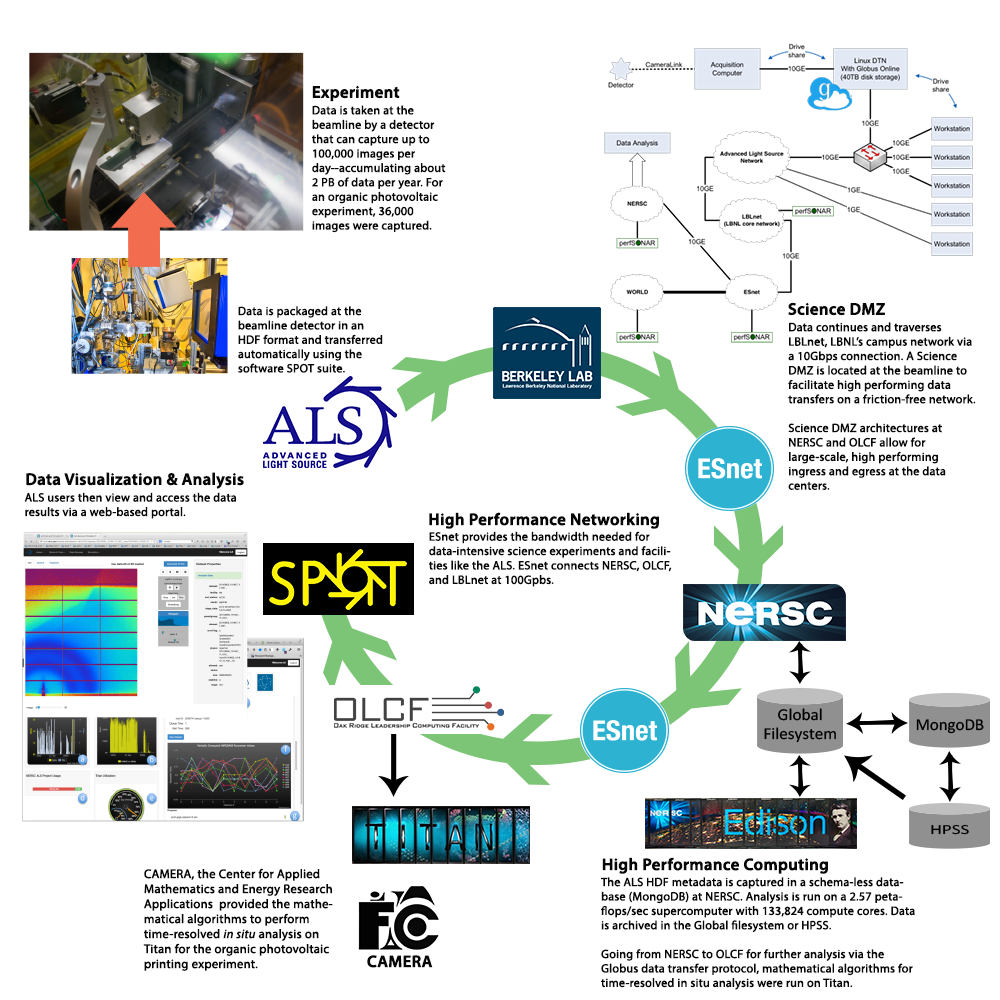 Experiment
Data is taken at the
beamline by a detector
that can capture up to
100,000 images per
day--accumulating about
2 PB of data per year. For
an organic photovoltaic
experiment, 36,000
images were captured.
Data is packaged at the
beamline detector in an
HDF format and transferred
automatically using the
software SPOT suite.
Detector
CameraLink
Acquisition
Computer
Drive
share
10GE
Linux DTN
With Globus Online
(40TB disk storage)
g
Drive
share
10GE
Workstation
Workstation
Workstation
Workstation
Workstation
10GE
10GE
10GE
10GE
1GE
1GE
Advanced Light Source
Network
Data Analysis
10GE
NERSC
perfSONAR
LBLnet
(LBNL core network)
perfSONAR
10GE
10GE
WORLD
ESnet
perfSONAR
perfSONAR
Science DMZ
Data continues and traverses
LBLnet, LBNL's campus network via
a 10Gbps connection. A Science
DMZ is located at the beamline to
facilitate high performing data
transfers on a friction-free network.
Science DMZ architectures at
NERSC and OLCF allow for
large-scale, high performing
ingress and egress at the data
centers.
BERKELEY LAB
Lawrence Berkeley National Laboratory
ALS
ADVANCED
LIGHT SOURCE
ESnet
Data Visualization & Analysis
ALS users then view and access the data
results via a web-based portal.
High Performance Networking
ESnet provides the bandwidth needed for
data-intensive science experiments and facili-
ties like the ALS. ESnet connects NERSC, OLCF,
and LBLnet at 100Gpbs.
SPOT
NERSC
OLCF
OAK RIDGE LEADERSHIP COMPUTING FACILITY
ESnet
Global
Filesystem
MongoDB
HPSS
NERSC
Edison
TITAN
High Performance Computing
The ALS HDF metadata is captured in a schema-less data-
base (MongoDB) at NERSC. Analysis is run on a 2.57 peta-
flops/sec supercomputer with 133,824 compute cores. Data
is archived in the Global filesystem or HPSS.
Going from NERSC to OLCF for further analysis via the
Globus data transfer protocol, mathematical algorithms for
time-resolved in situ analysis were run on Titan.
CAMERA, the Center for Applied
Mathematics and Energy Research
Applications provided the mathe-
matical algorithms to perform
time-resolved in situ analysis on
Titan for the organic photovoltaic
printing experiment.
CAMERA